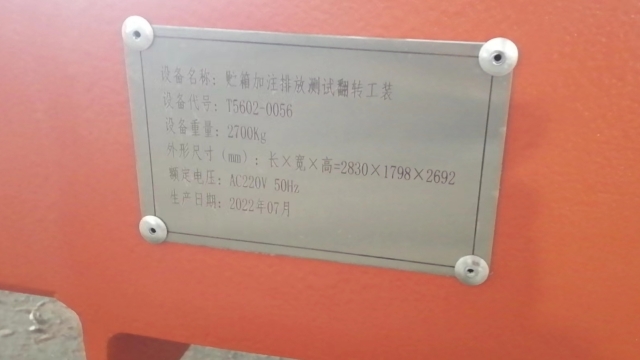 设备名称：贮箱加注排放测试翻转工装
设备代号：T5602-0056
设备重量：2700Kg
外形尺寸（mm）：长×宽×高=2830×1798×2692
额定电压：AC220V 50Hz
生产日期：2022年07月